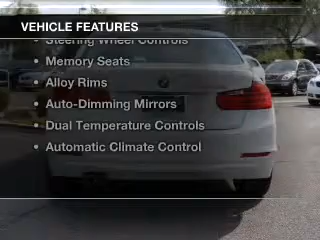 VEHICLE FEATURES
• Steering Wheel Controls
• Memory Seats
• Alloy Rims
• Auto-Dimming Mirrors
• Dual Temperature Controls
• Automatic Climate Control